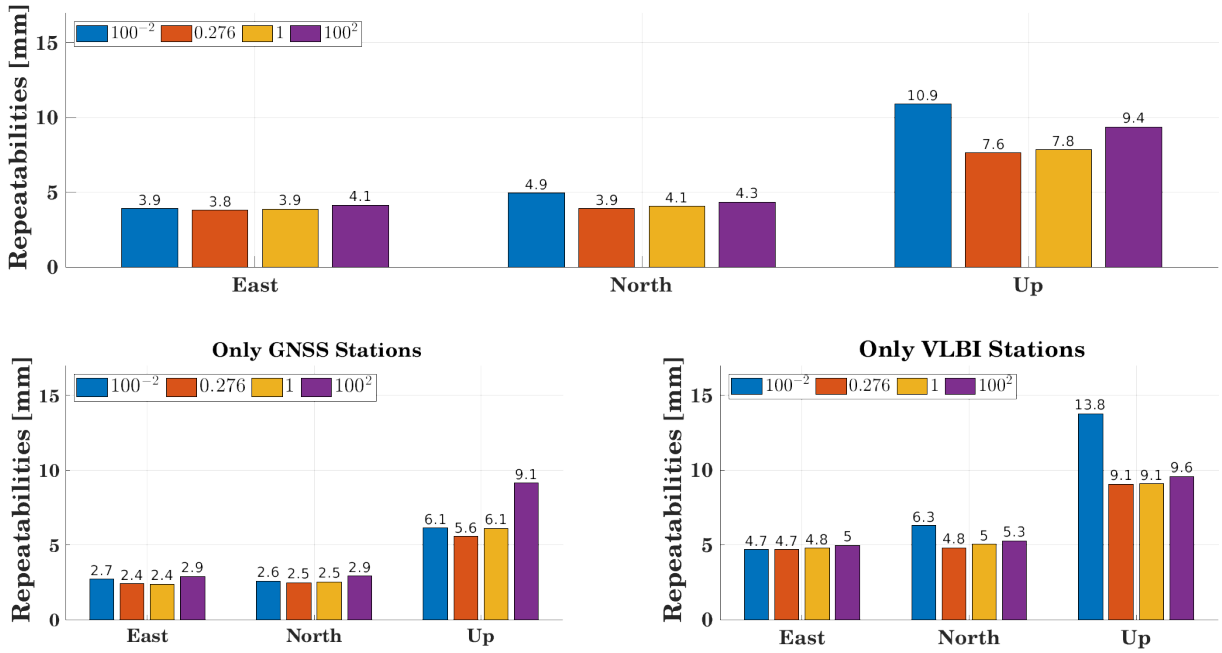 Repeatabilities [mm]
15
10
5
0
100⁻² 0.276 1 100²
3.9 3.8 3.9 4.1
4.9 3.9 4.1 4.3
10.9 7.6 7.8 9.4
East North Up
Only GNSS Stations
Repeatabilities [mm]
15
10
5
0
100⁻² 0.276 1 100²
2.7 2.4 2.4 2.9
2.6 2.5 2.5 2.9
6.1 5.6 6.1 9.1
East North Up
Only VLBI Stations
Repeatabilities [mm]
15
10
5
0
100⁻² 0.276 1 100²
4.7 4.7 4.8 5
6.3 4.8 5 5.3
13.8 9.1 9.1 9.6
East North Up